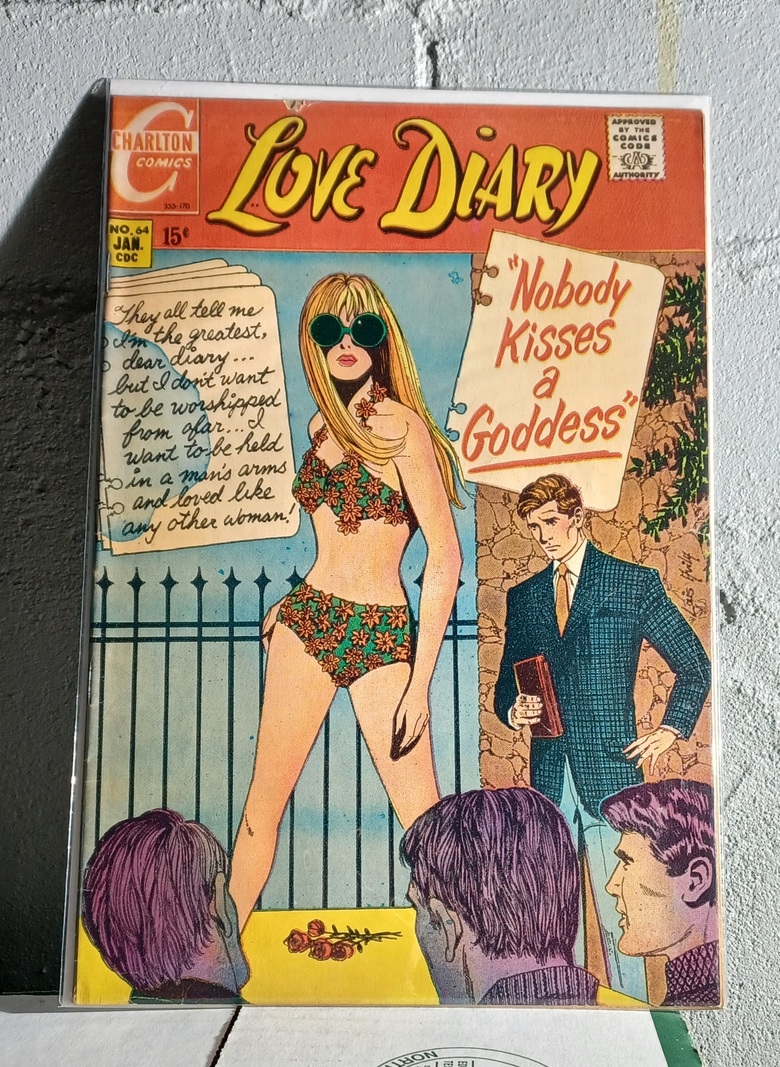 CHARLTON
COMICS
LOVE DIARY
APPROVED
BY THE
COMICS
CODE
AUTHORITY
NO. 64
JAN.
CDC
15¢
"They all tell me
I'm the greatest,
dear diary...
but I don't want
to be worshipped
from afar... I
want to be held
in a man's arms
and loved like
any other woman!
"Nobody
Kisses
a
Goddess"
NORT